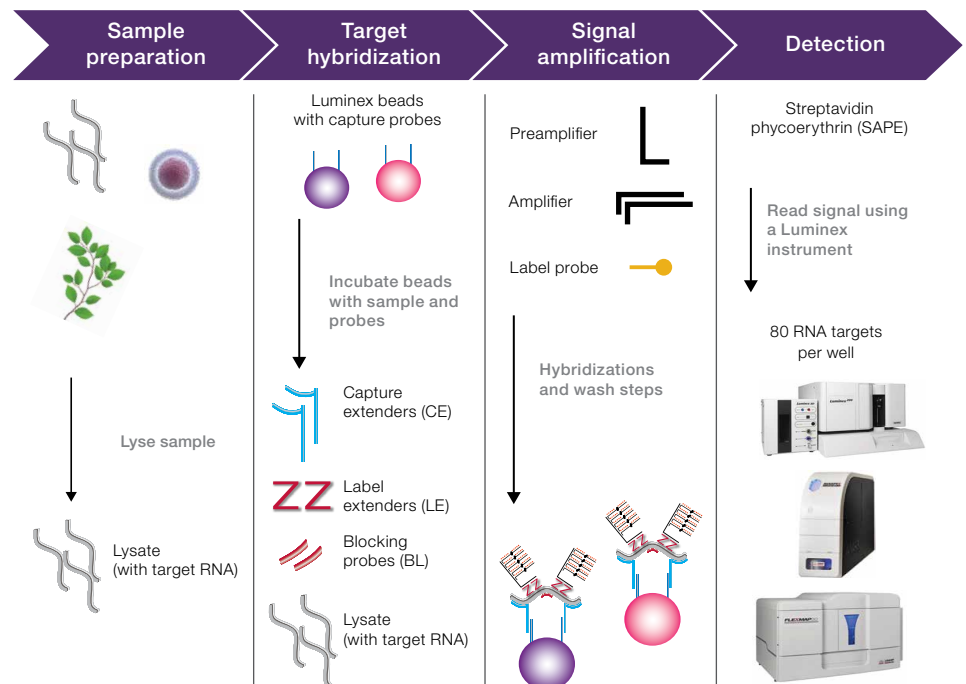 Sample
preparation
Target
hybridization
Signal
amplification
Detection
Lyse sample
Lysate
(with target RNA)
Luminex beads
with capture probes
Incubate beads
with sample and
probes
Capture
extenders (CE)
Label
extenders (LE)
Blocking
probes (BL)
Lysate
(with target RNA)
Preamplifier
Amplifier
Label probe
Hybridizations
and wash steps
Streptavidin
phycoerythrin (SAPE)
Read signal using
a Luminex
instrument
80 RNA targets
per well
Luminex
FLEXMAP